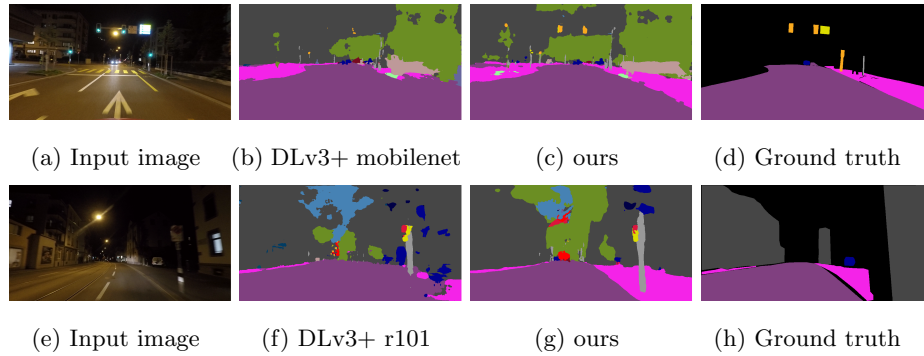 (a) Input image (b) DLv3+ mobilenet (c) ours (d) Ground truth
(e) Input image (f) DLv3+ r101 (g) ours (h) Ground truth